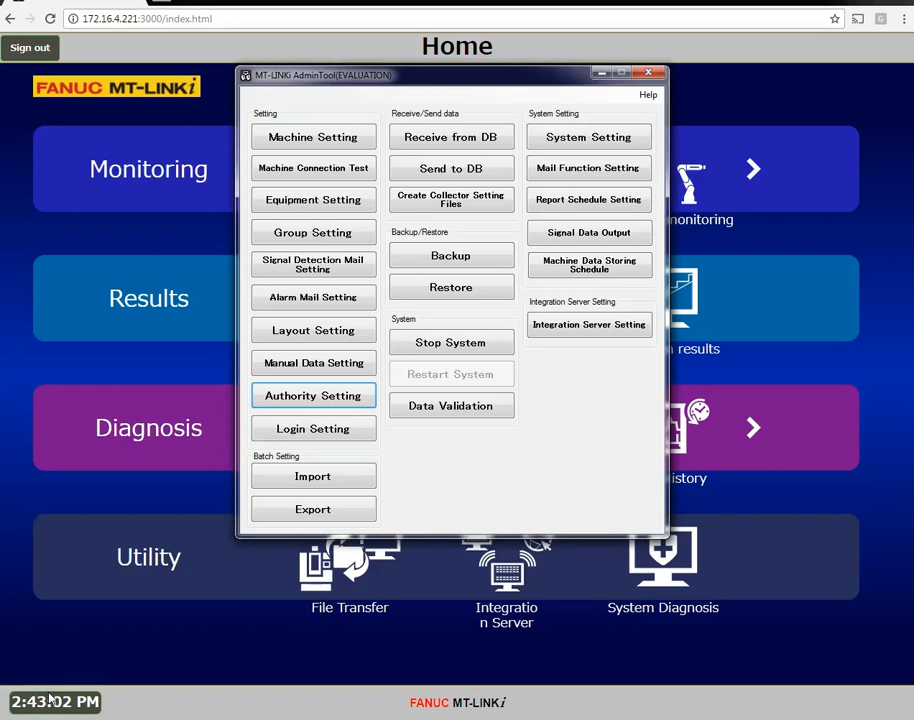 172.16.4.221:3000/index.html
Sign out
Home
FANUC MT-LINKi
MT-LINKi AdminTool(EVALUATION)
Help
Setting
Machine Setting
Machine Connection Test
Equipment Setting
Group Setting
Signal Detection Mail
Setting
Alarm Mail Setting
Layout Setting
Manual Data Setting
Authority Setting
Login Setting
Batch Setting
Import
Export
Receive/Send data
Receive from DB
Send to DB
Create Collector Setting
Files
Backup/Restore
Backup
Restore
System
Stop System
Restart System
Data Validation
System Setting
System Setting
Mail Function Setting
Report Schedule Setting
Signal Data Output
Machine Data Storing
Schedule
Integration Server Setting
Integration Server Setting
Monitoring
monitoring
Results
results
Diagnosis
Utility
File Transfer
Integratio
n Server
System Diagnosis
2:43:02 PM
FANUC MT-LINKi